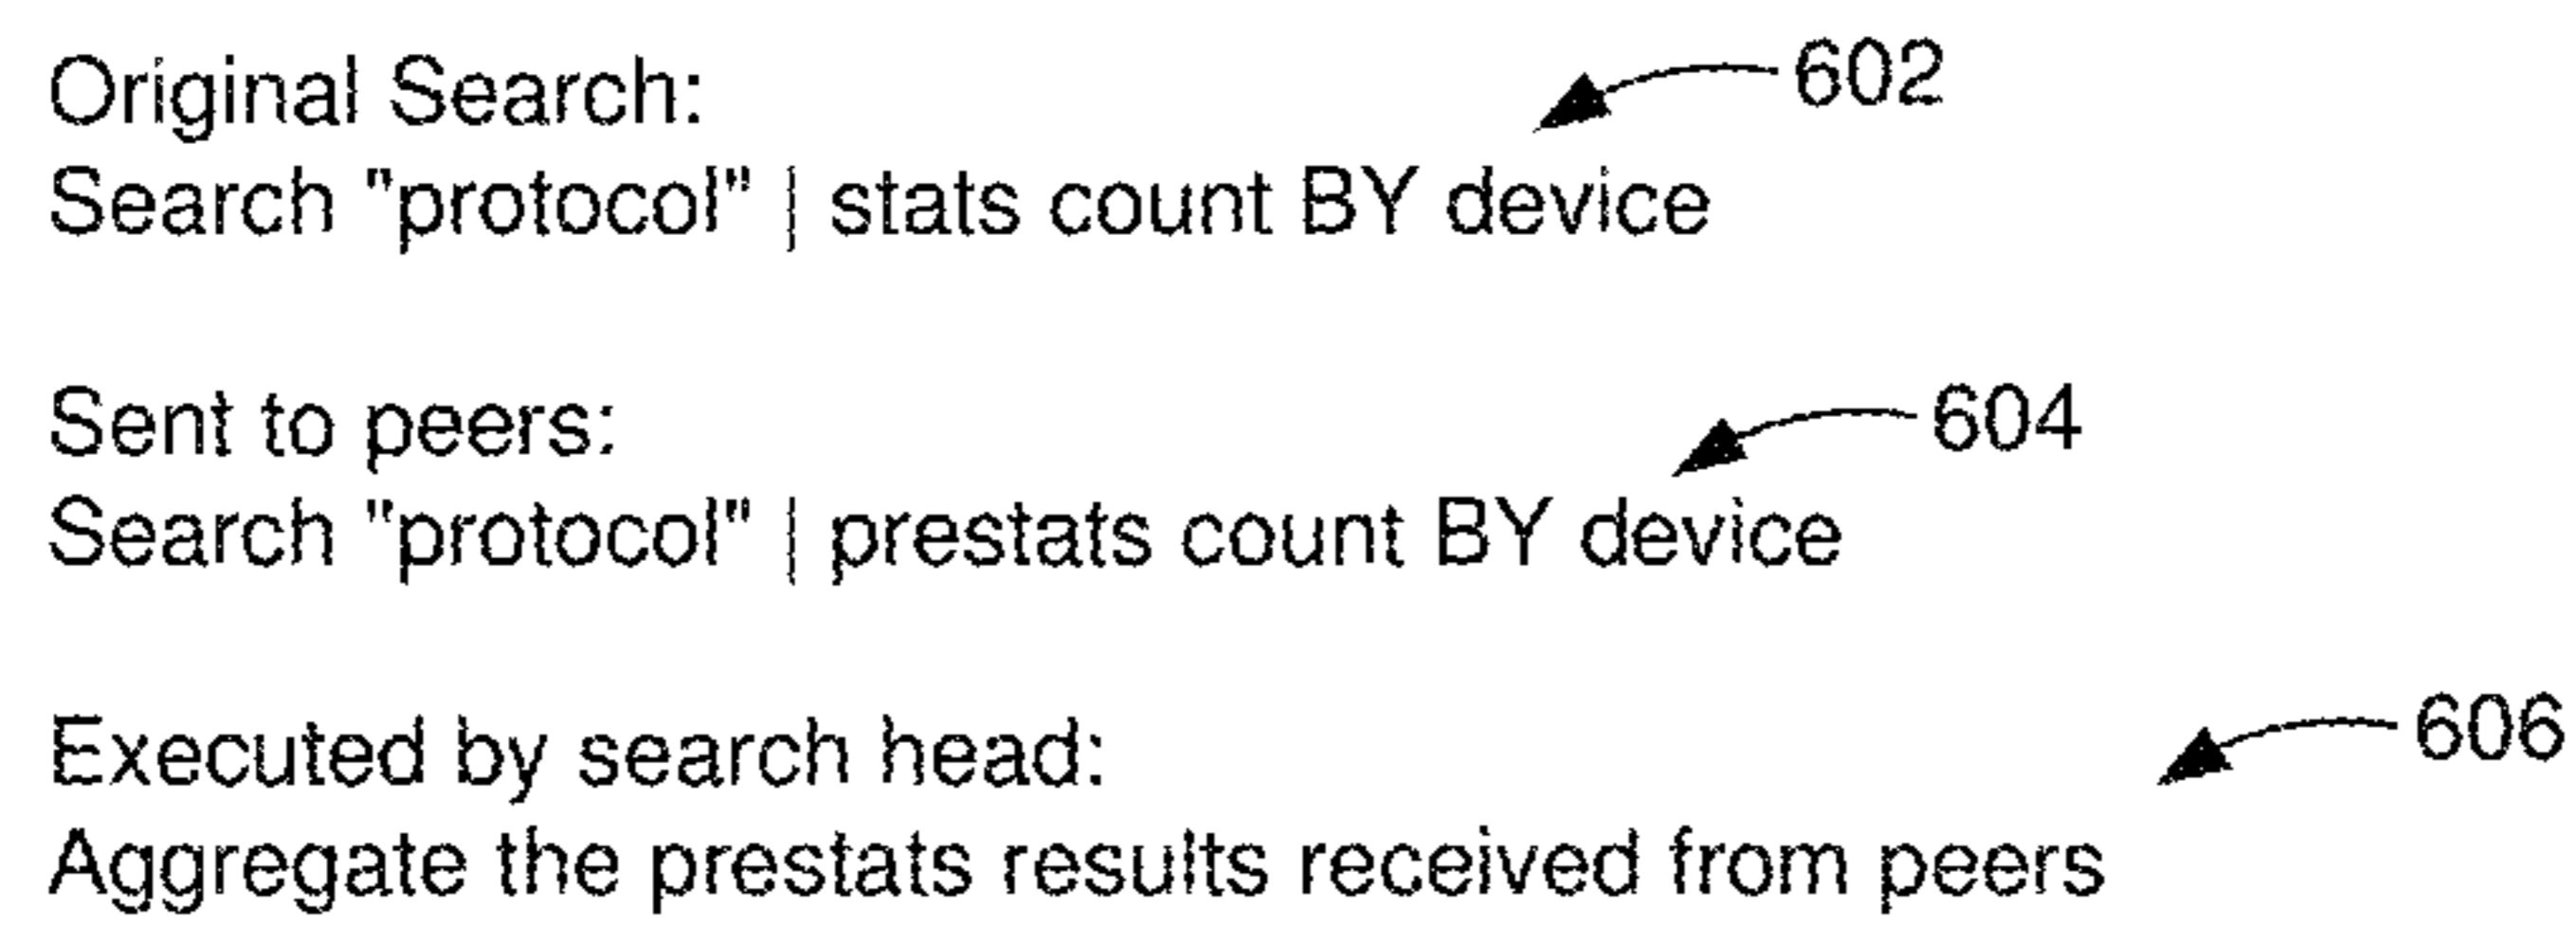 Original Search: 602
Search "protocol" | stats count BY device
Sent to peers: 604
Search "protocol" | prestats count BY device
Executed by search head: 606
Aggregate the prestats results received from peers